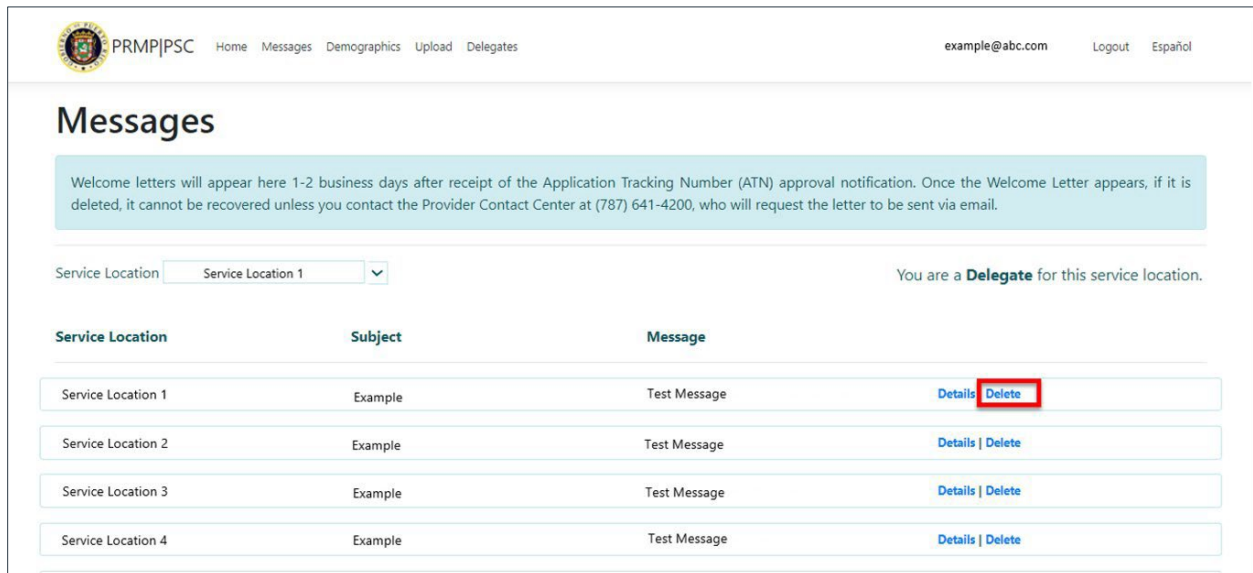 PRMP|PSC Home Messages Demographics Upload Delegates example@abc.com Logout Español
Messages
Welcome letters will appear here 1-2 business days after receipt of the Application Tracking Number (ATN) approval notification. Once the Welcome Letter appears, if it is
deleted, it cannot be recovered unless you contact the Provider Contact Center at (787) 641-4200, who will request the letter to be sent via email.
Service Location Service Location 1 You are a Delegate for this service location.
Service Location Subject Message
Service Location 1 Example Test Message Details Delete
Service Location 2 Example Test Message Details | Delete
Service Location 3 Example Test Message Details | Delete
Service Location 4 Example Test Message Details | Delete